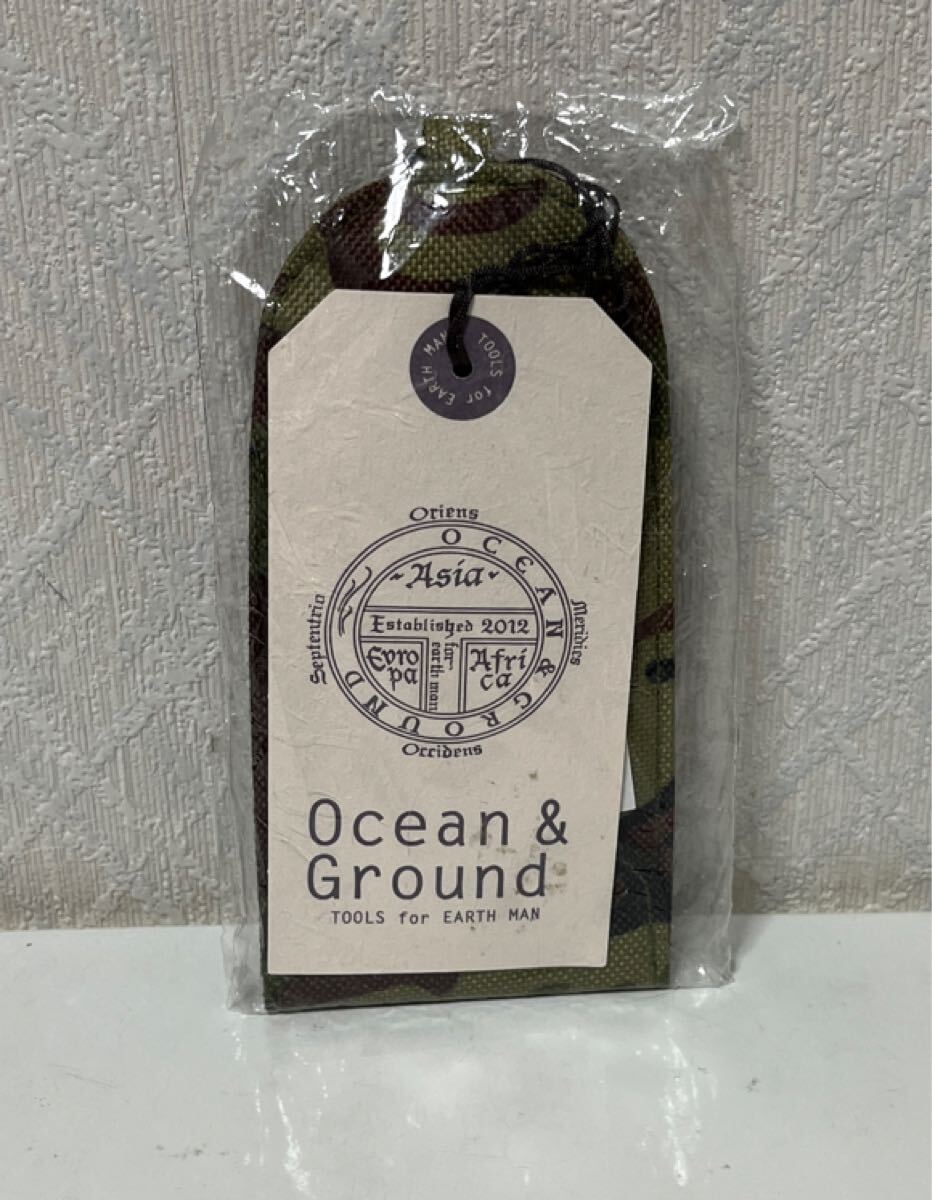 TOOLS for EARTH MAN
Oriens
OCEAN & GROUND
Asia
Septentrio
Meridies
Established 2012
Evro
pa
for
earth man
Afri
ca
Occidens
Ocean &
Ground
TOOLS for EARTH MAN